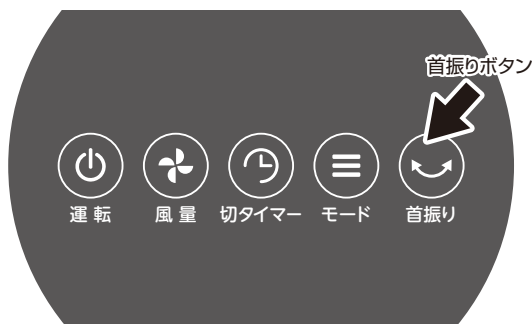 首振りボタン
運転
風量
切タイマー
モード
首振り